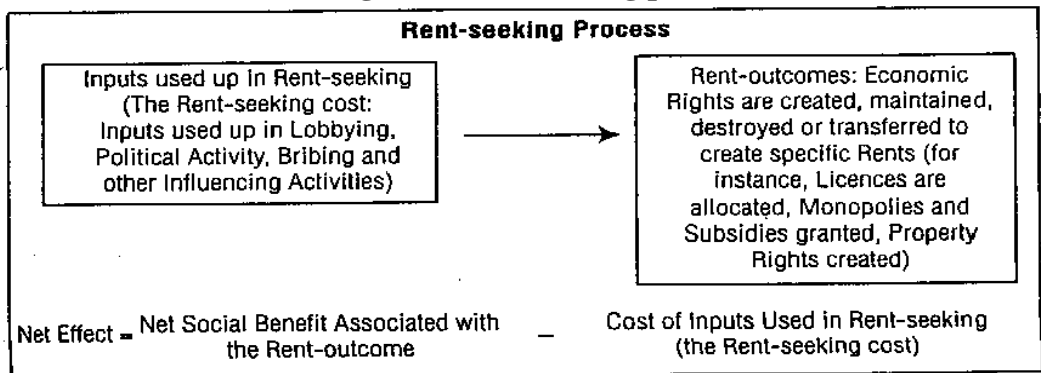 Rent-seeking Process
Inputs used up in Rent-seeking
(The Rent-seeking cost:
Inputs used up in Lobbying,
Political Activity, Bribing and
other Influencing Activities)
Rent-outcomes: Economic
Rights are created, maintained,
destroyed or transferred to
create specific Rents (for
instance, Licences are
allocated, Monopolies and
Subsidies granted, Property
Rights created)
Net Effect = Net Social Benefit Associated with
the Rent-outcome
– Cost of Inputs Used in Rent-seeking
(the Rent-seeking cost)